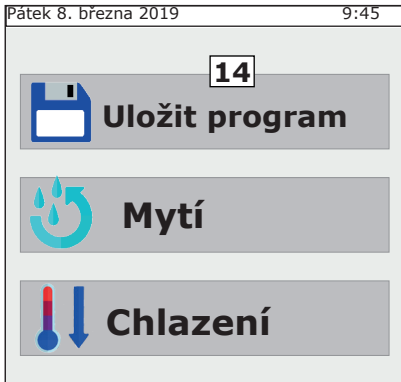 Pátek 8. března 2019 9:45
14
Uložit program
Mytí
Chlazení